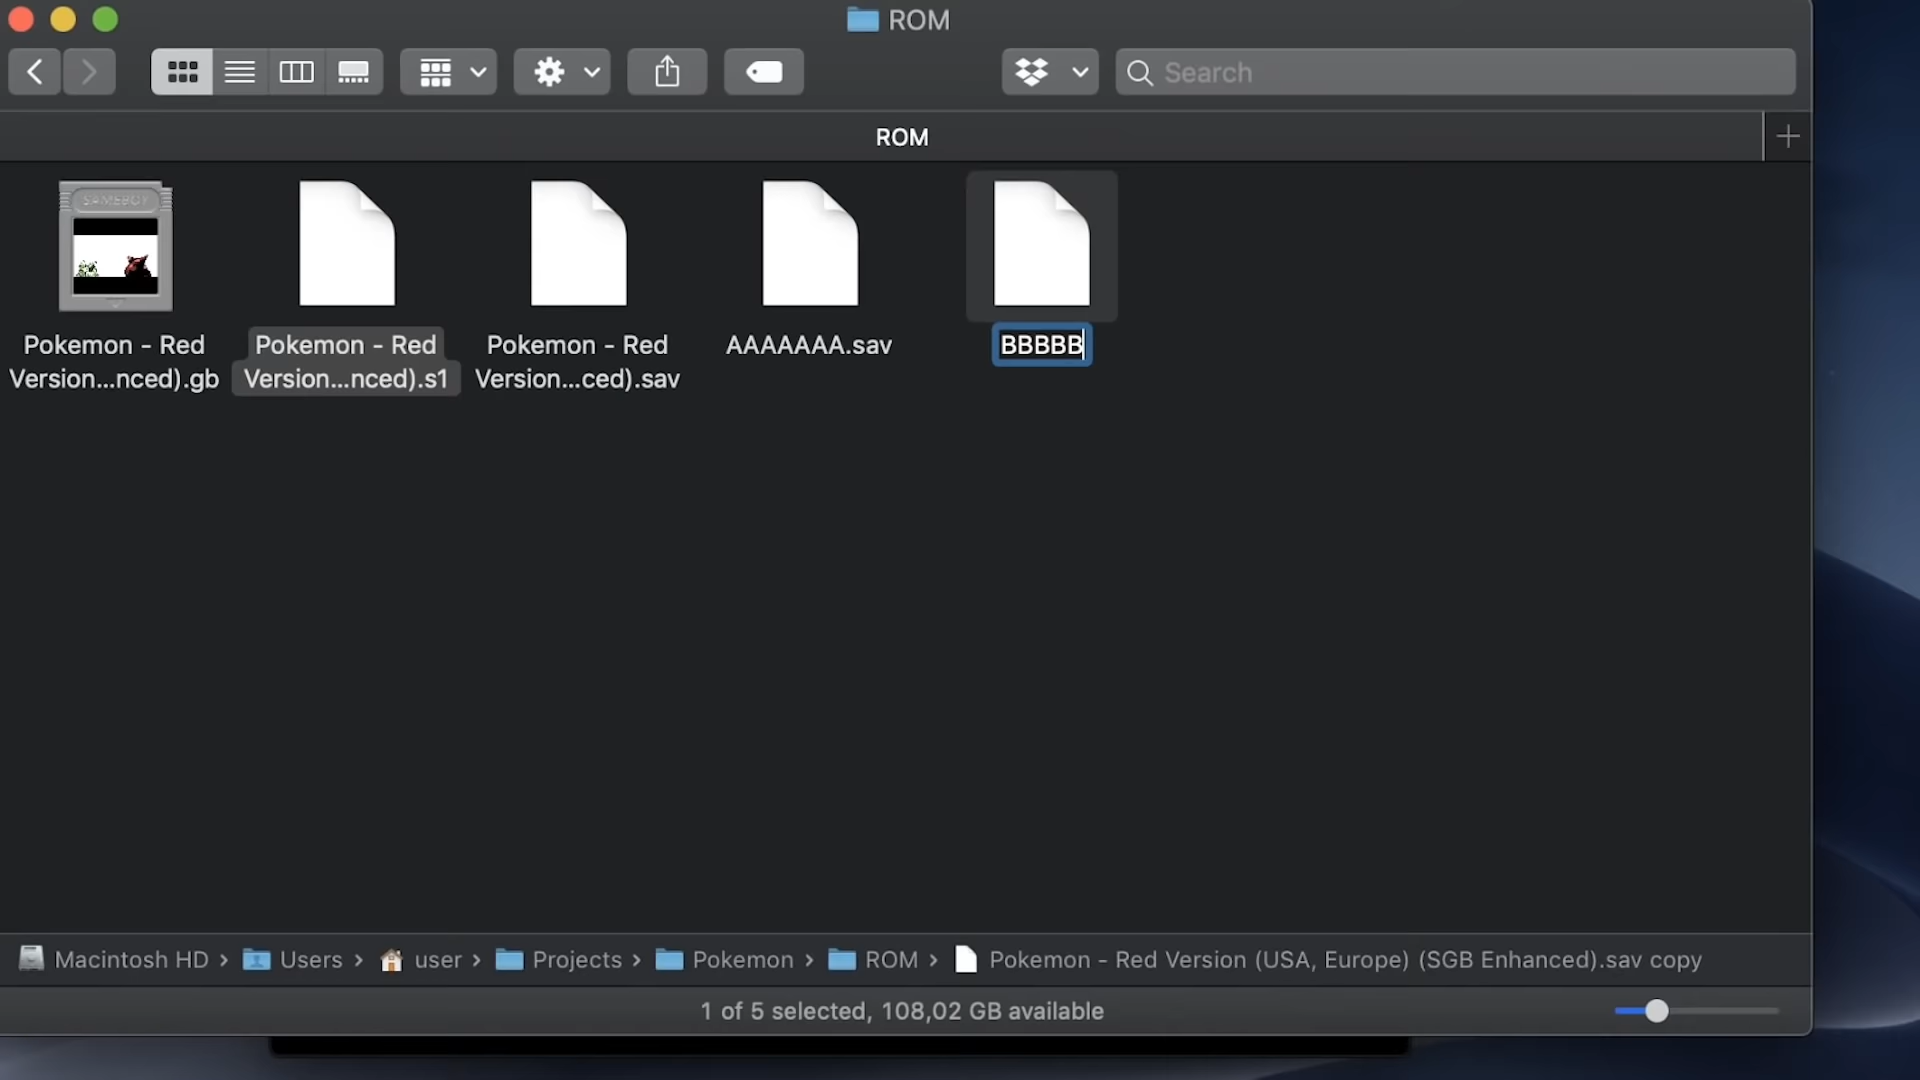 ROM
Search
ROM
SAMEBOY
Pokemon - Red
Version...nced).gb
Pokemon - Red
Version...nced).s1
Pokemon - Red
Version...ced).sav
AAAAAAA.sav
BBBBB
Macintosh HD › Users › user › Projects › Pokemon › ROM › Pokemon - Red Version (USA, Europe) (SGB Enhanced).sav copy
1 of 5 selected, 108,02 GB available